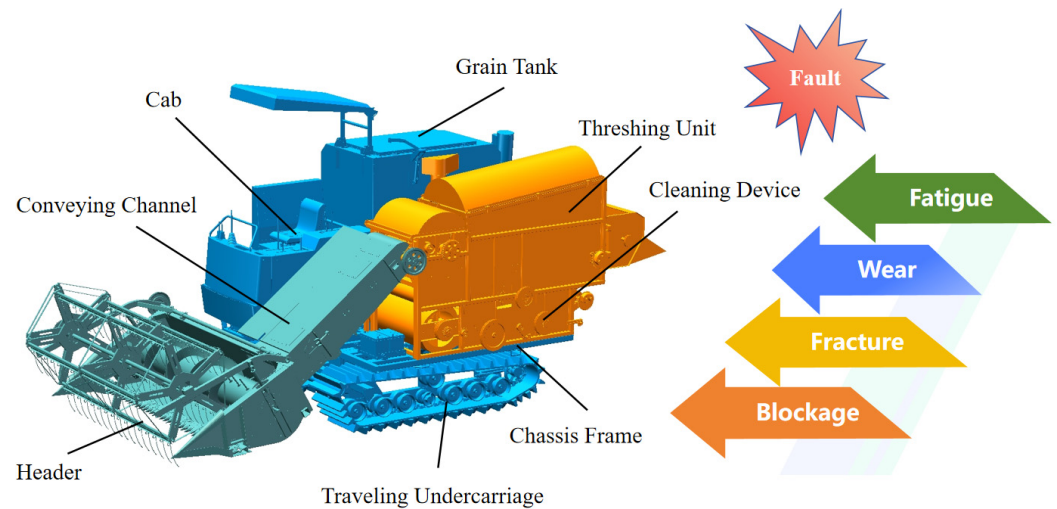 Grain Tank
Fault
Cab
Threshing Unit
Cleaning Device
Conveying Channel
Fatigue
Wear
Fracture
Blockage
Chassis Frame
Header
Traveling Undercarriage